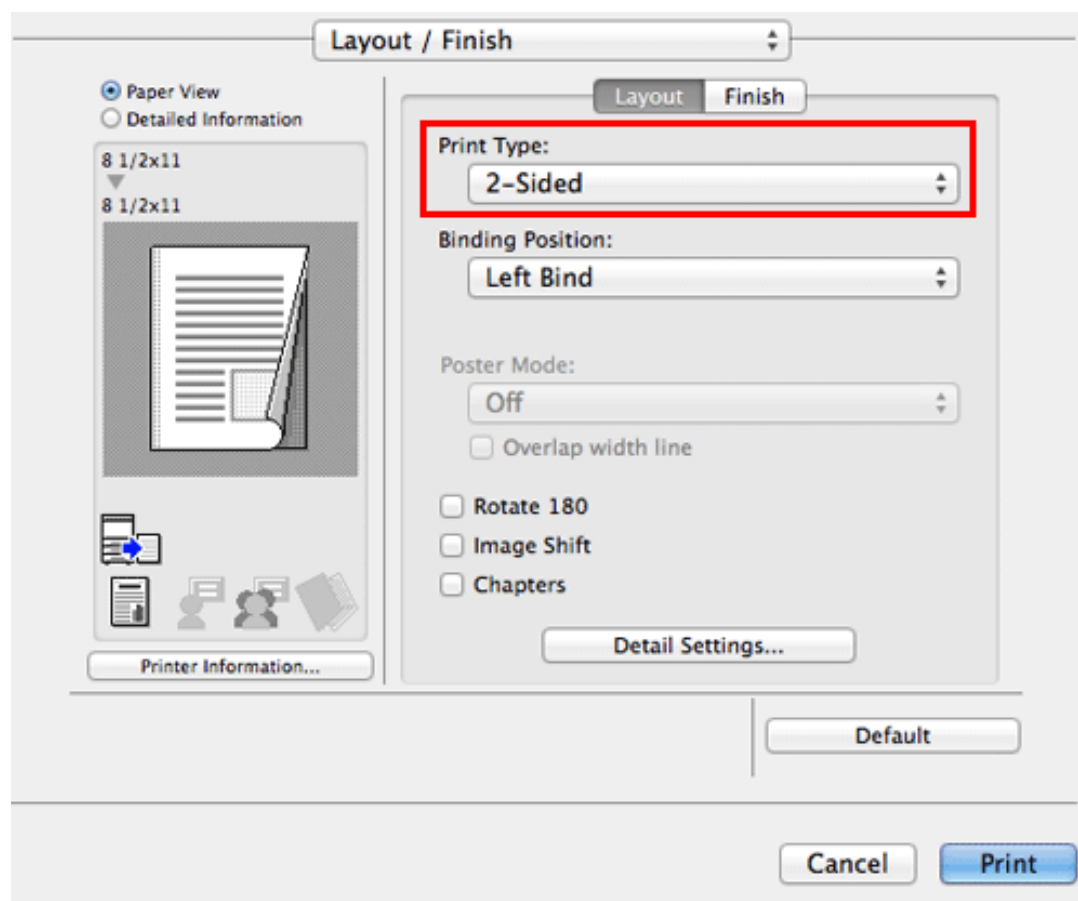 Layout / Finish
Paper View
Detailed Information
8 1/2x11
8 1/2x11
Printer Information...
Layout Finish
Print Type:
2-Sided
Binding Position:
Left Bind
Poster Mode:
Off
Overlap width line
Rotate 180
Image Shift
Chapters
Detail Settings...
Default
Cancel Print